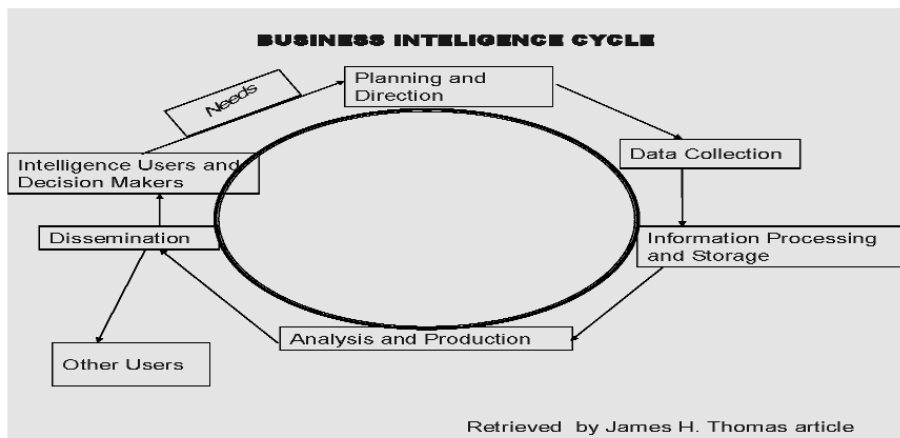 BUSINESS INTELIGENCE CYCLE
Needs
Planning and
Direction
Data Collection
Intelligence Users and
Decision Makers
Dissemination
Information Processing
and Storage
Analysis and Production
Other Users
Retrieved by James H. Thomas article